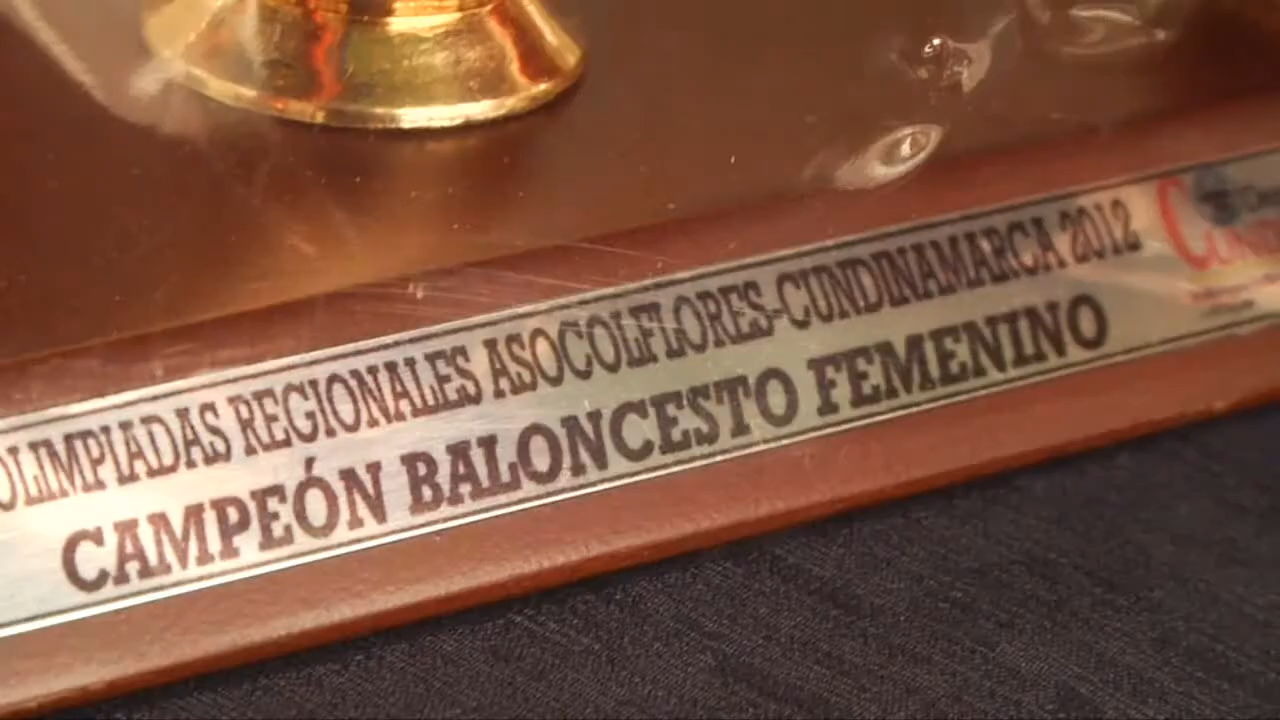 OLIMPIADAS REGIONALES ASOCOLFLORES-CUNDINAMARCA 2012
CAMPEÓN BALONCESTO FEMENINO